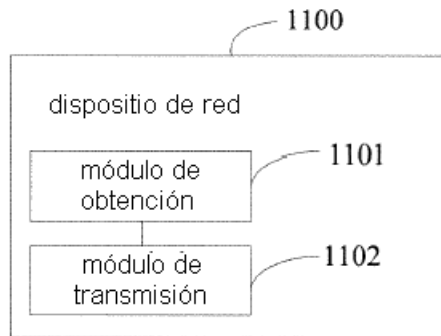 1100
dispositio de red
módulo de
obtención
1101
módulo de
transmisión
1102